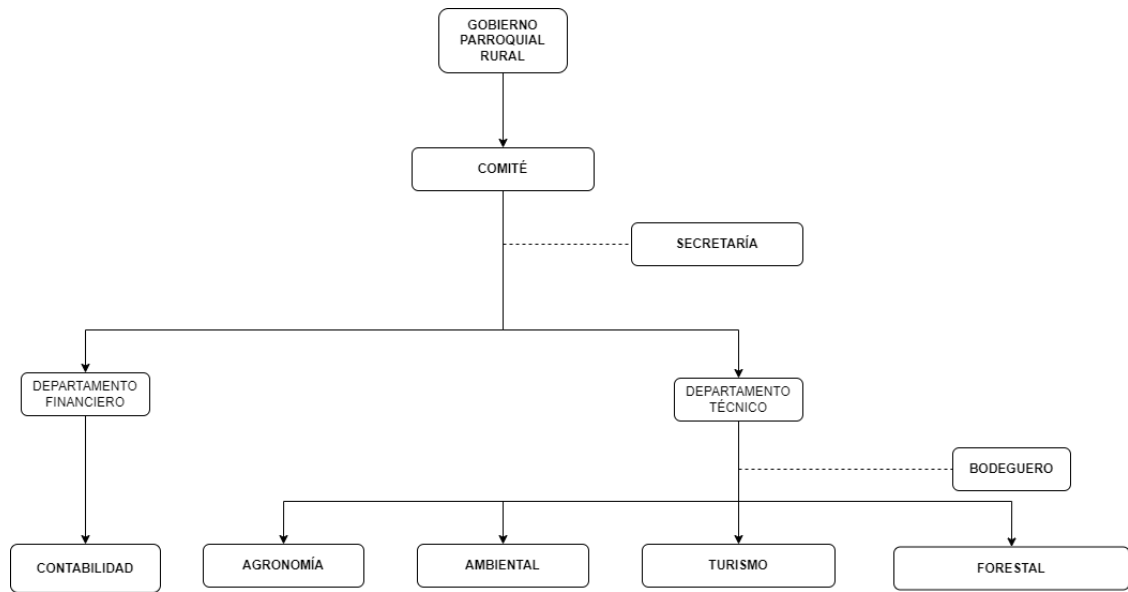 GOBIERNO
PARROQUIAL
RURAL
COMITÉ
SECRETARÍA
DEPARTAMENTO
FINANCIERO
DEPARTAMENTO
TÉCNICO
BODEGUERO
CONTABILIDAD
AGRONOMÍA
AMBIENTAL
TURISMO
FORESTAL